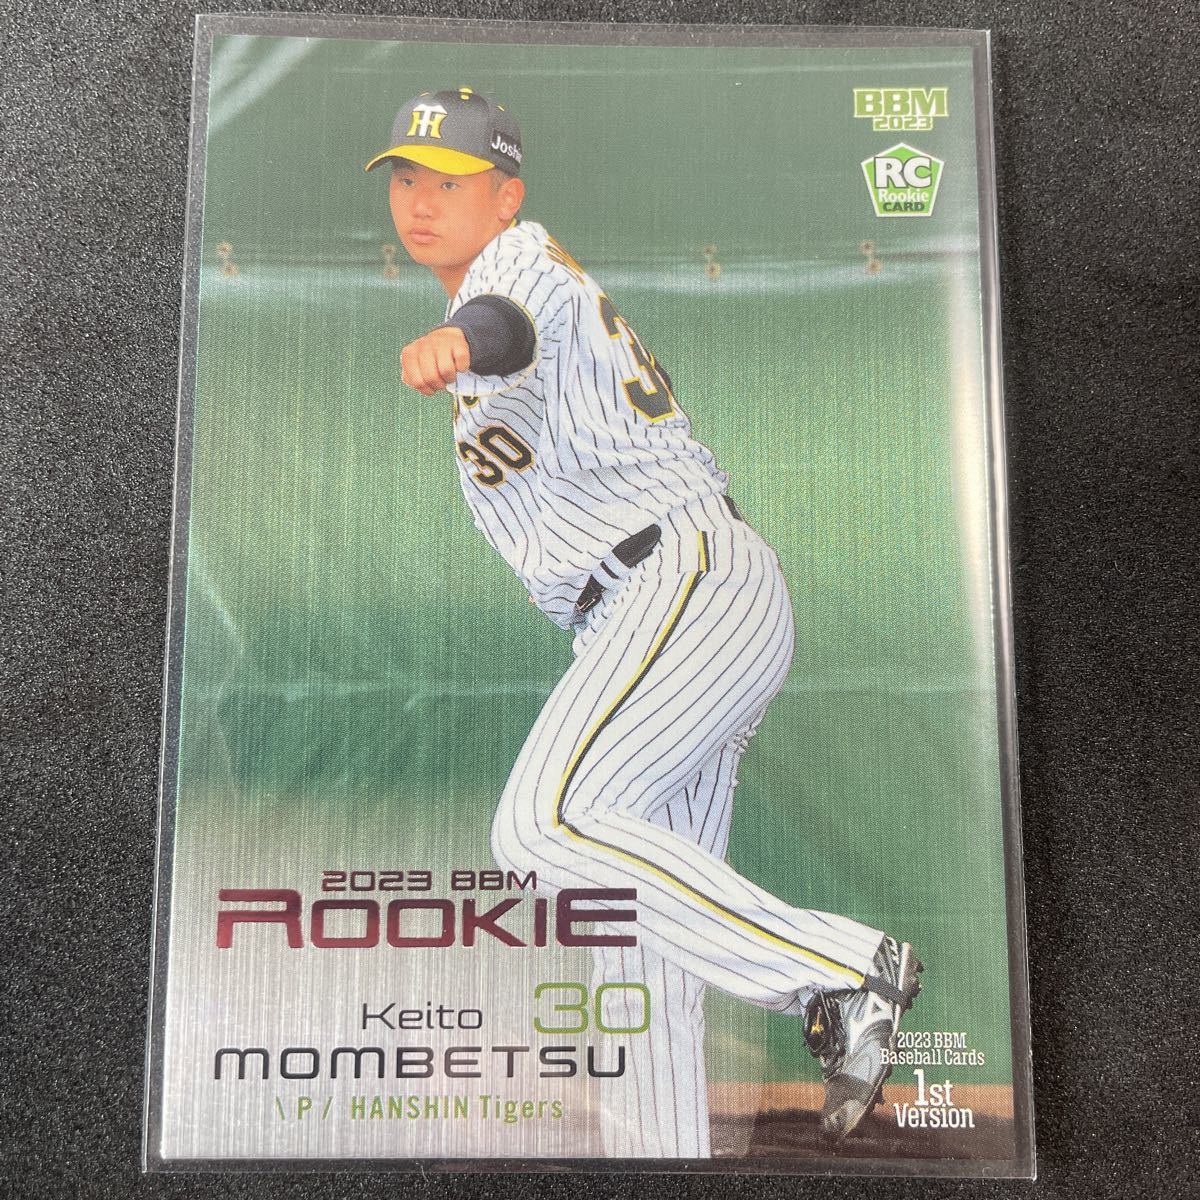 TH
Joshin
BBM
2023
RC
Rookie
CARD
30
2023 BBM
ROOKIE
Keito 30
MOMBETSU
\ P / HANSHIN Tigers
2023 BBM
Baseball Cards
1st
Version